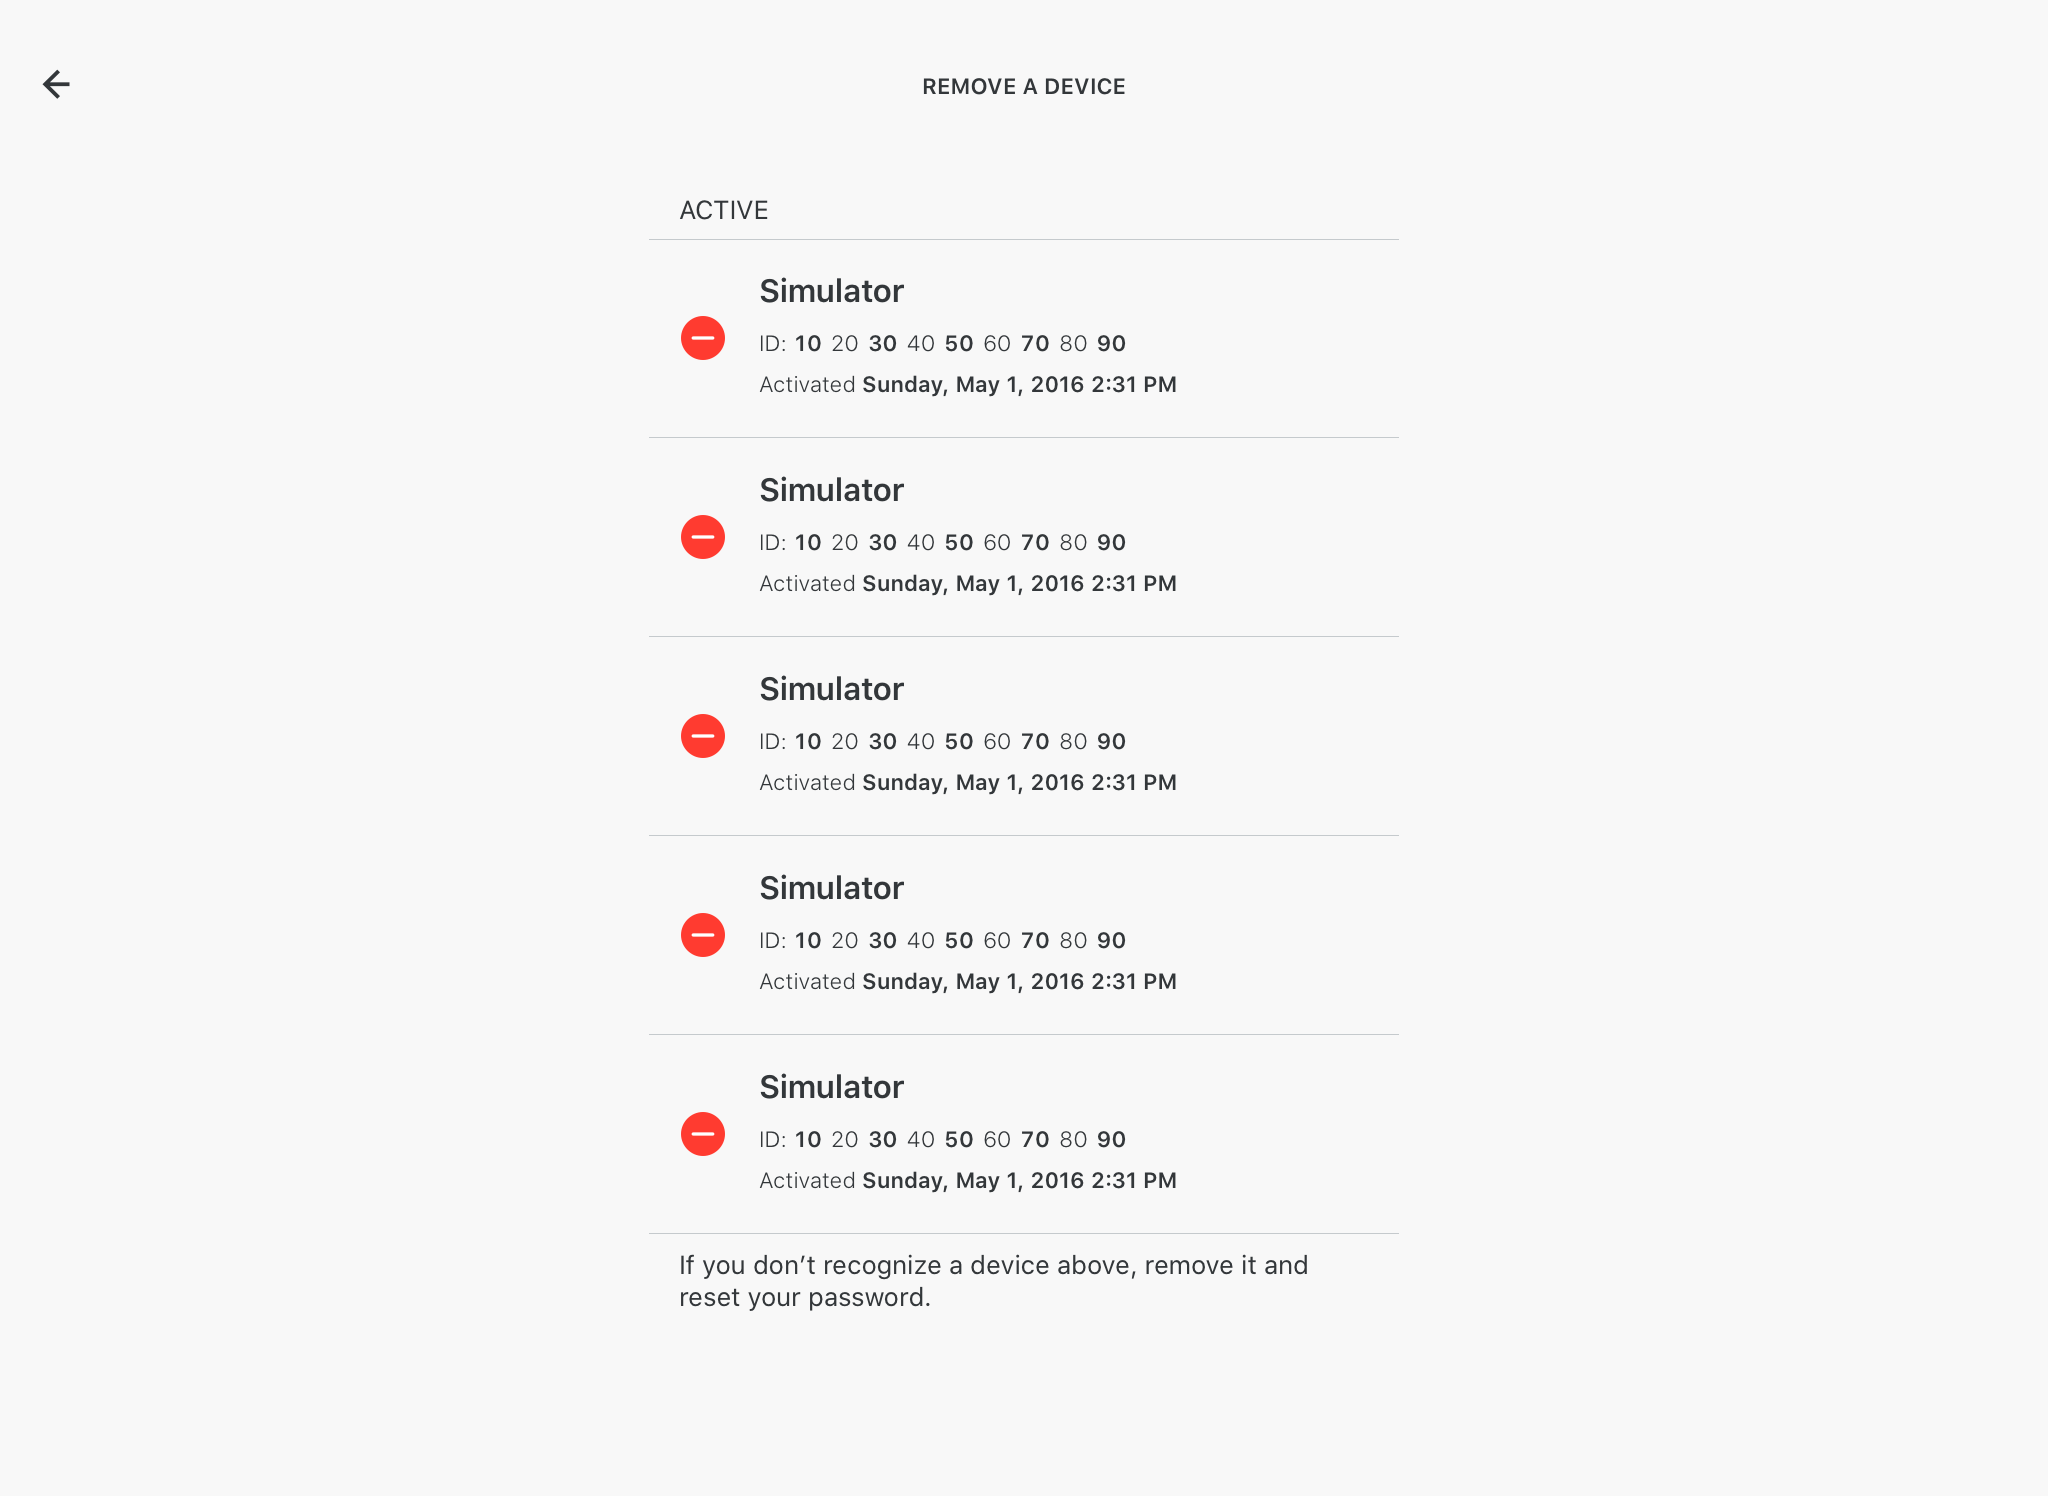 REMOVE A DEVICE
ACTIVE
Simulator
ID: 10 20 30 40 50 60 70 80 90
Activated Sunday, May 1, 2016 2:31 PM
Simulator
ID: 10 20 30 40 50 60 70 80 90
Activated Sunday, May 1, 2016 2:31 PM
Simulator
ID: 10 20 30 40 50 60 70 80 90
Activated Sunday, May 1, 2016 2:31 PM
Simulator
ID: 10 20 30 40 50 60 70 80 90
Activated Sunday, May 1, 2016 2:31 PM
Simulator
ID: 10 20 30 40 50 60 70 80 90
Activated Sunday, May 1, 2016 2:31 PM
If you don’t recognize a device above, remove it and
reset your password.